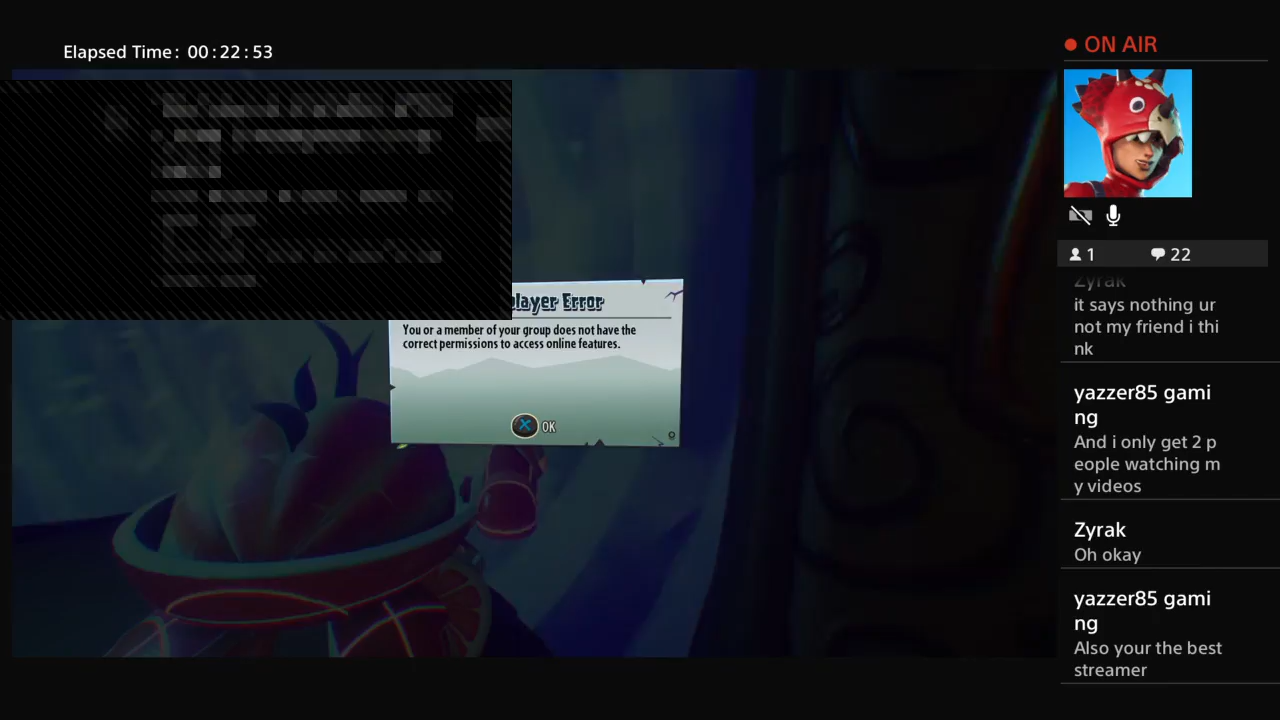 Elapsed Time: 00:22:53
ON AIR
1
22
Zyrak
it says nothing ur
not my friend i thi
nk
yazzer85 gami
ng
And i only get 2 p
eople watching m
y videos
Zyrak
Oh okay
yazzer85 gami
ng
Also your the best
streamer
Error
You or a member of your group does not have the
correct permissions to access online features.
OK